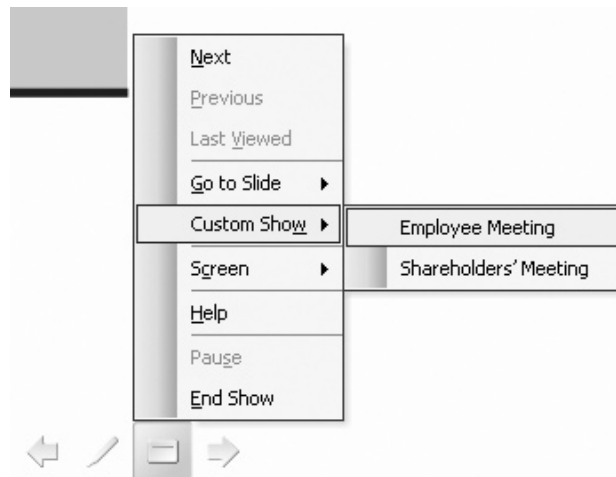 Next
Previous
Last Viewed
Go to Slide
Custom Show
Employee Meeting
Screen
Shareholders' Meeting
Help
Pause
End Show